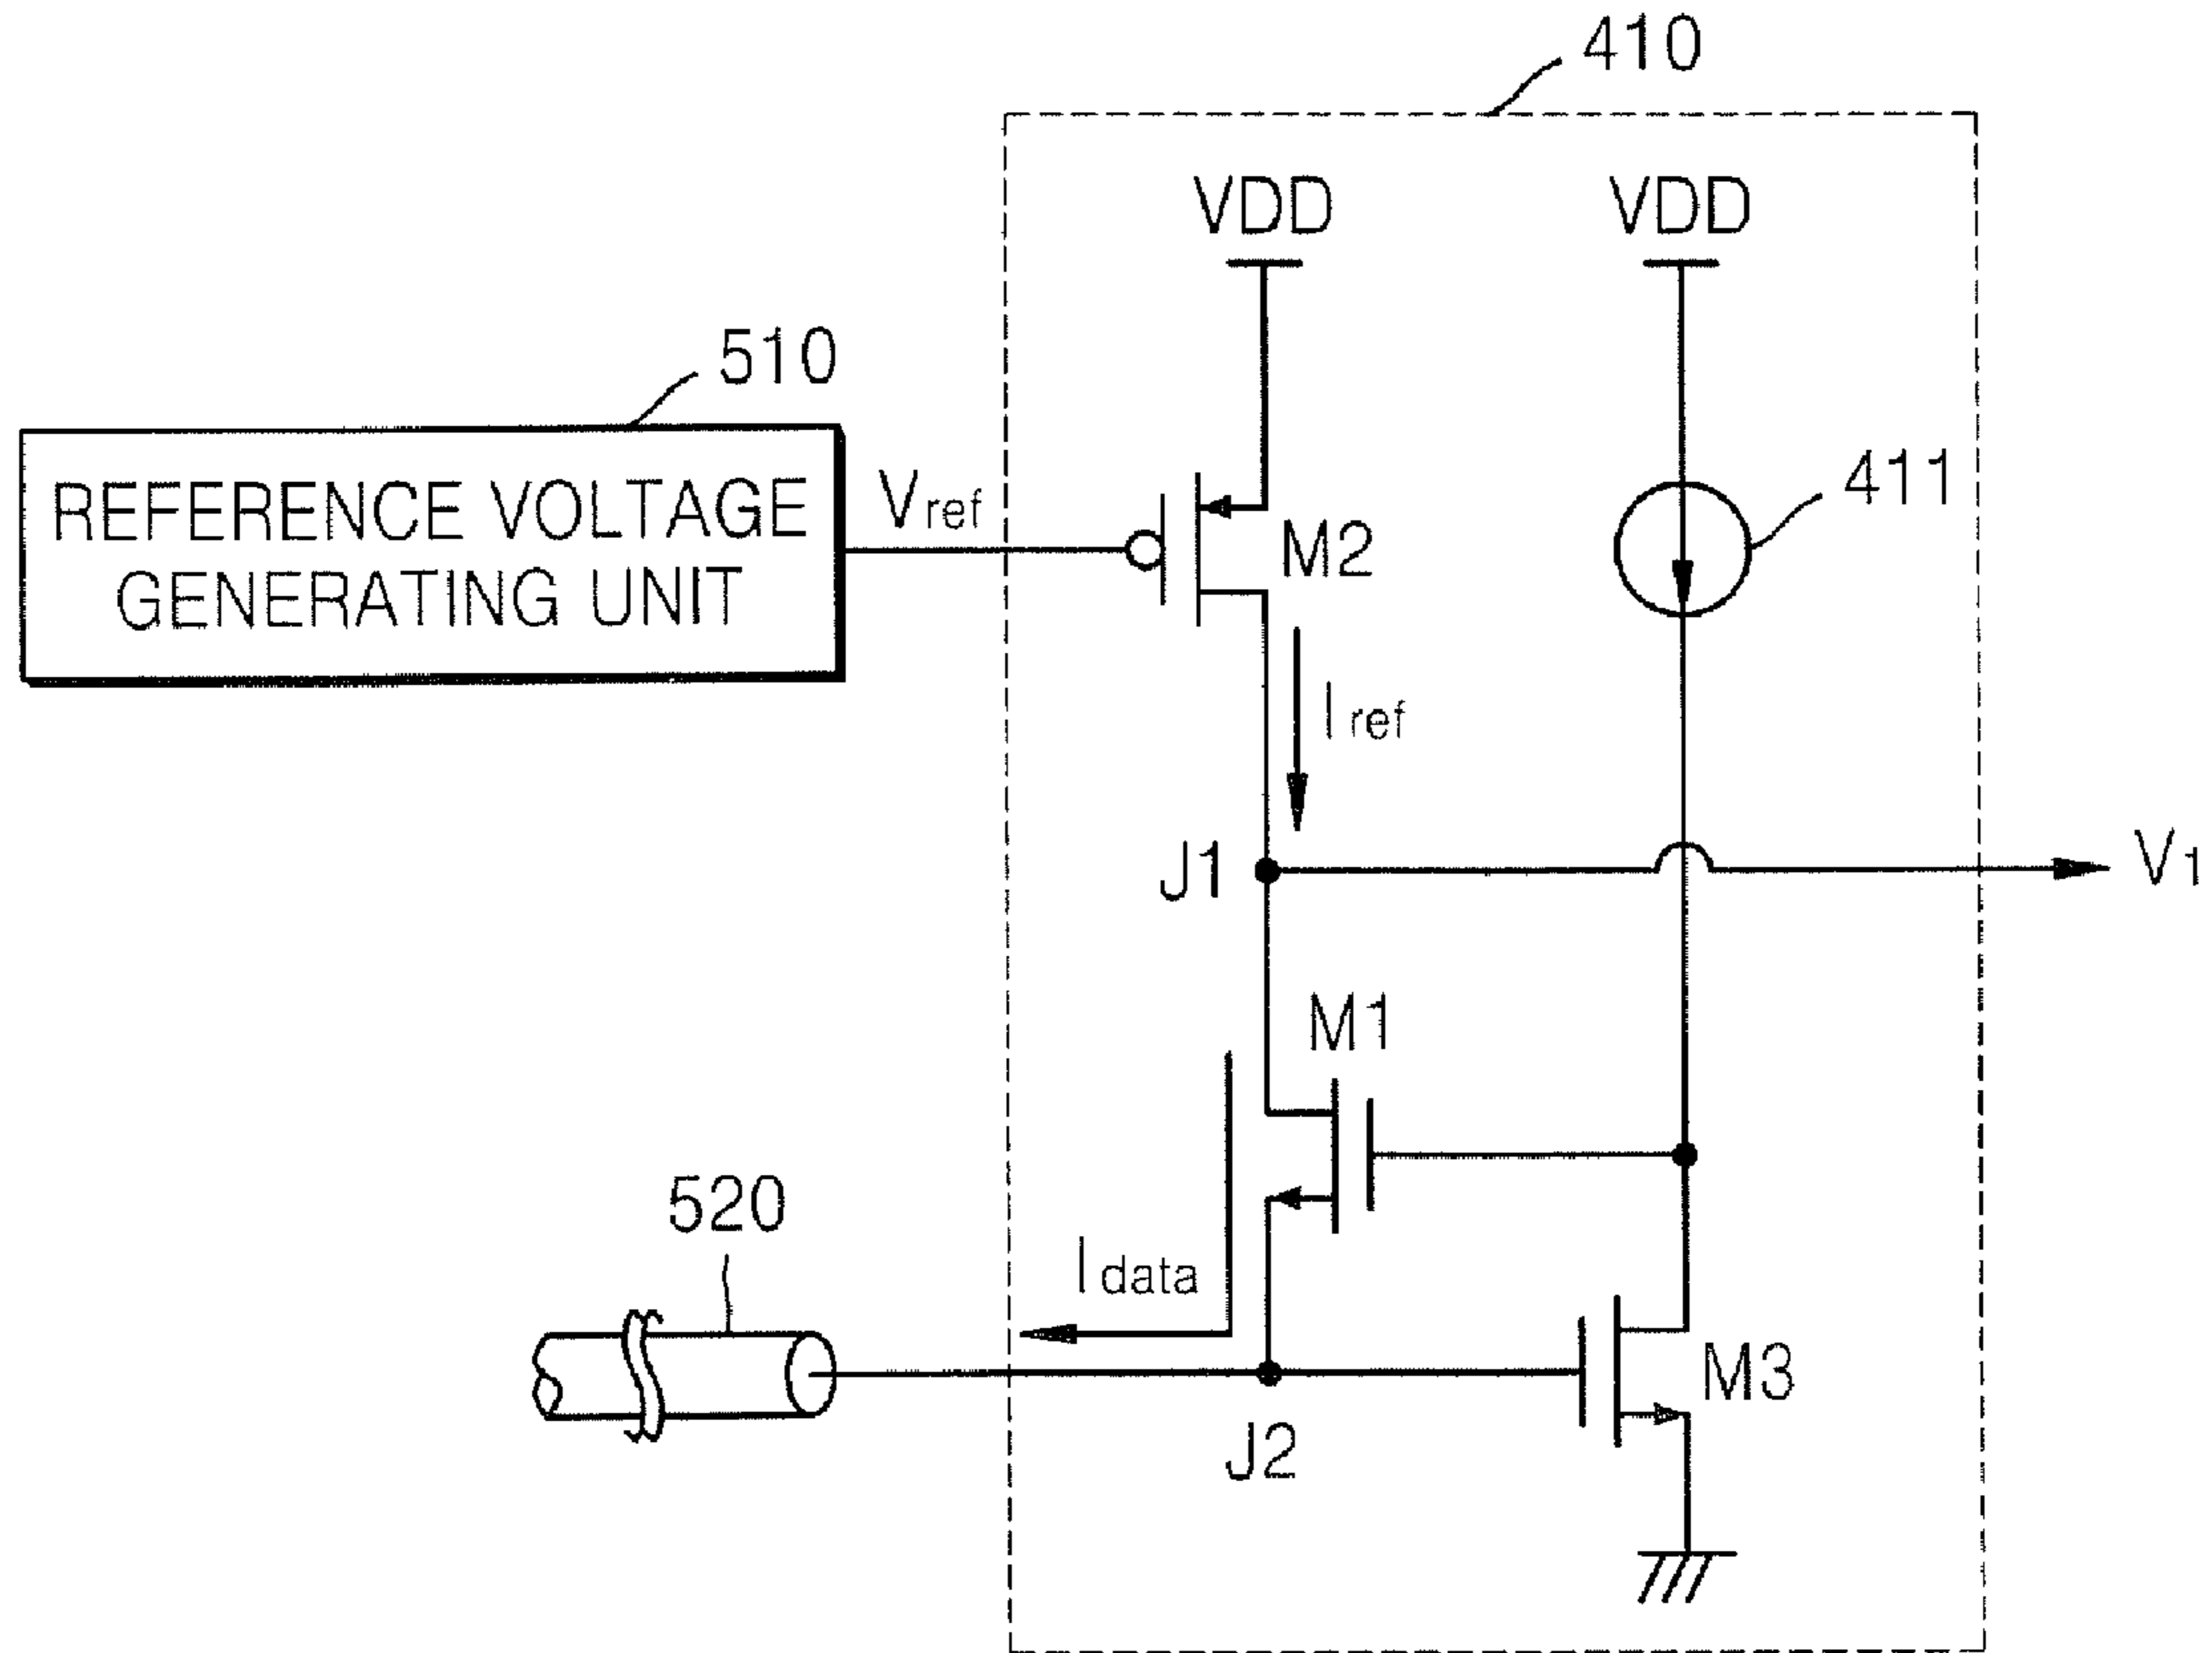 410
VDD VDD
510
REFERENCE VOLTAGE
GENERATING UNIT
Vref
M2
411
Iref
J1
V1
M1
520
Idata
M3
J2